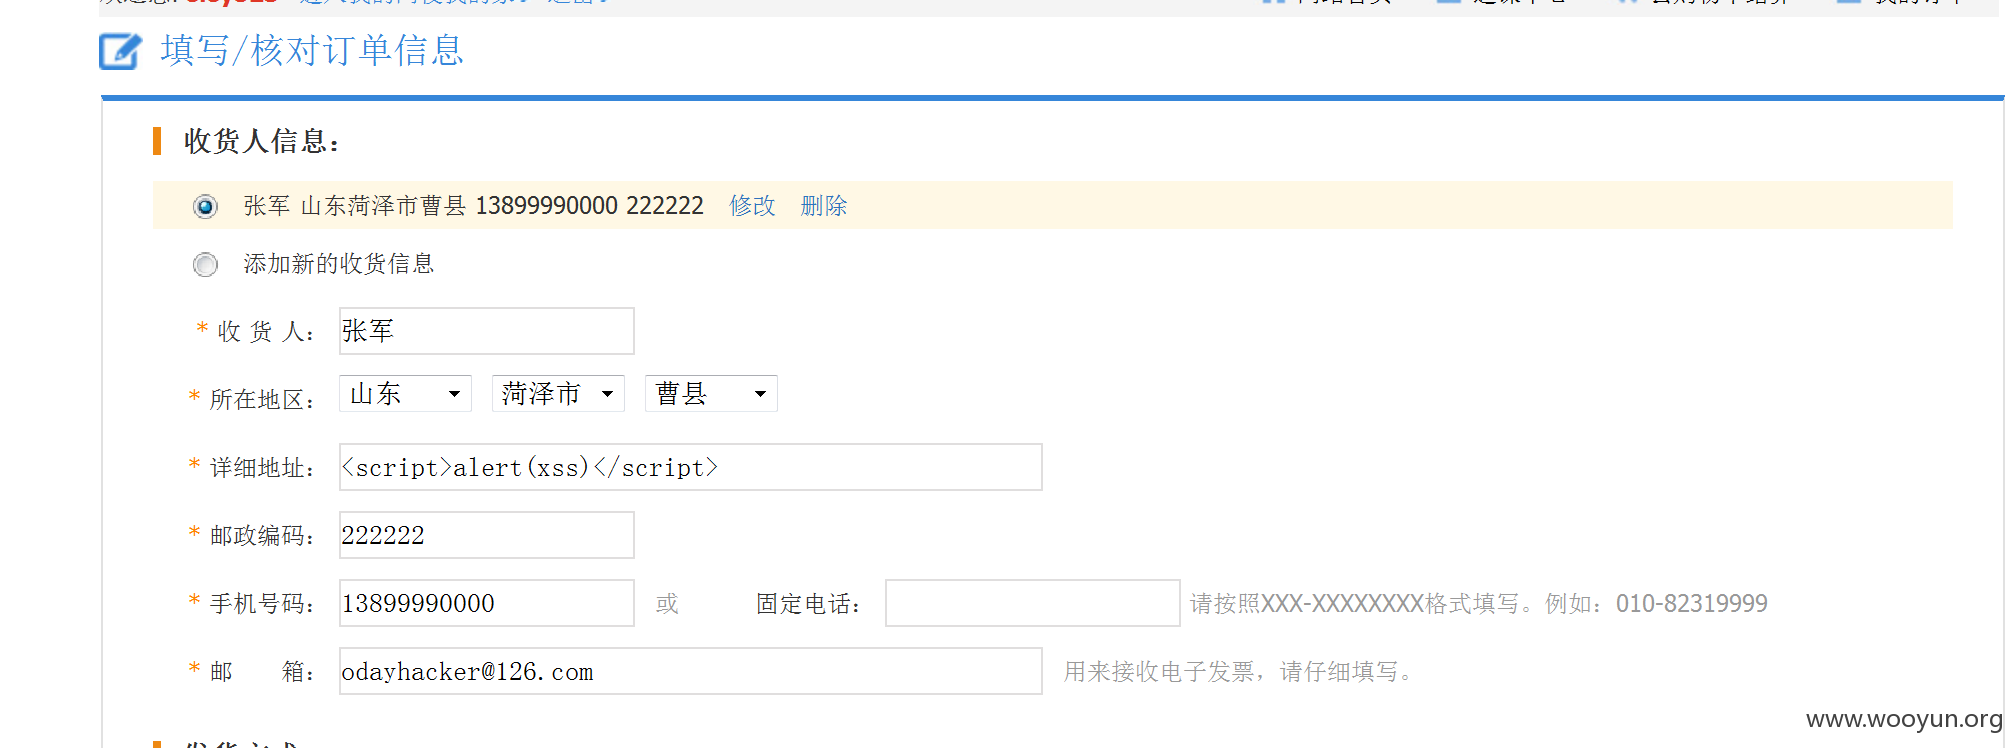 填写/核对订单信息
收货人信息：
张军 山东菏泽市曹县 13899990000 222222 修改 删除
添加新的收货信息
* 收 货 人： 张军
* 所在地区： 山东 菏泽市 曹县
* 详细地址： <script>alert(xss)</script>
* 邮政编码： 222222
* 手机号码： 13899990000 或 固定电话： 请按照XXX-XXXXXXXX格式填写。例如：010-82319999
* 邮 箱： odayhacker@126.com 用来接收电子发票，请仔细填写。
www.wooyun.org